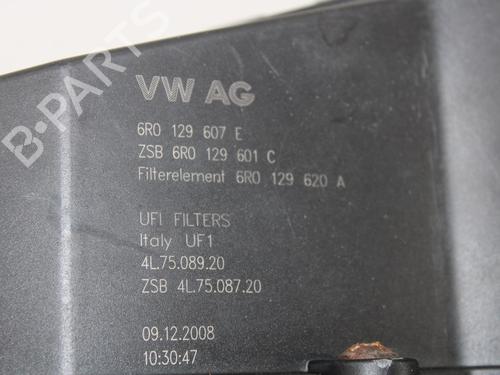 VW AG
6R0 129 607 E
ZSB 6R0 129 601 C
Filterelement 6R0 129 620 A
UFI FILTERS
Italy UF1
4L.75.089.20
ZSB 4L.75.087.20
09.12.2008
10:30:47
B-PARTS